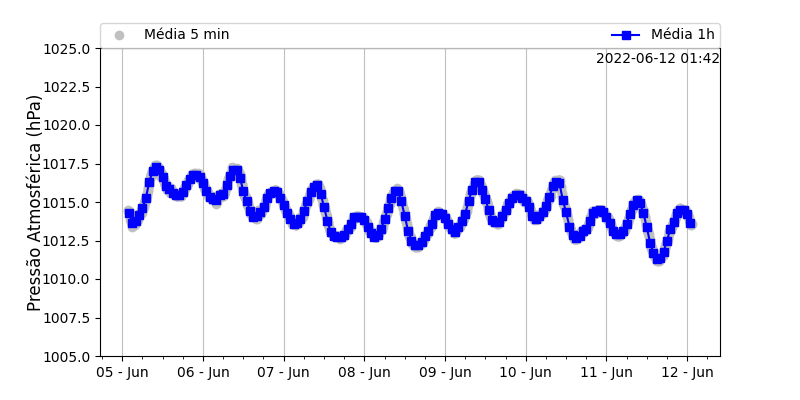 Média 5 min
Média 1h
2022-06-12 01:42
Pressão Atmosférica (hPa)
1025.0
1022.5
1020.0
1017.5
1015.0
1012.5
1010.0
1007.5
1005.0
05 - Jun
06 - Jun
07 - Jun
08 - Jun
09 - Jun
10 - Jun
11 - Jun
12 - Jun